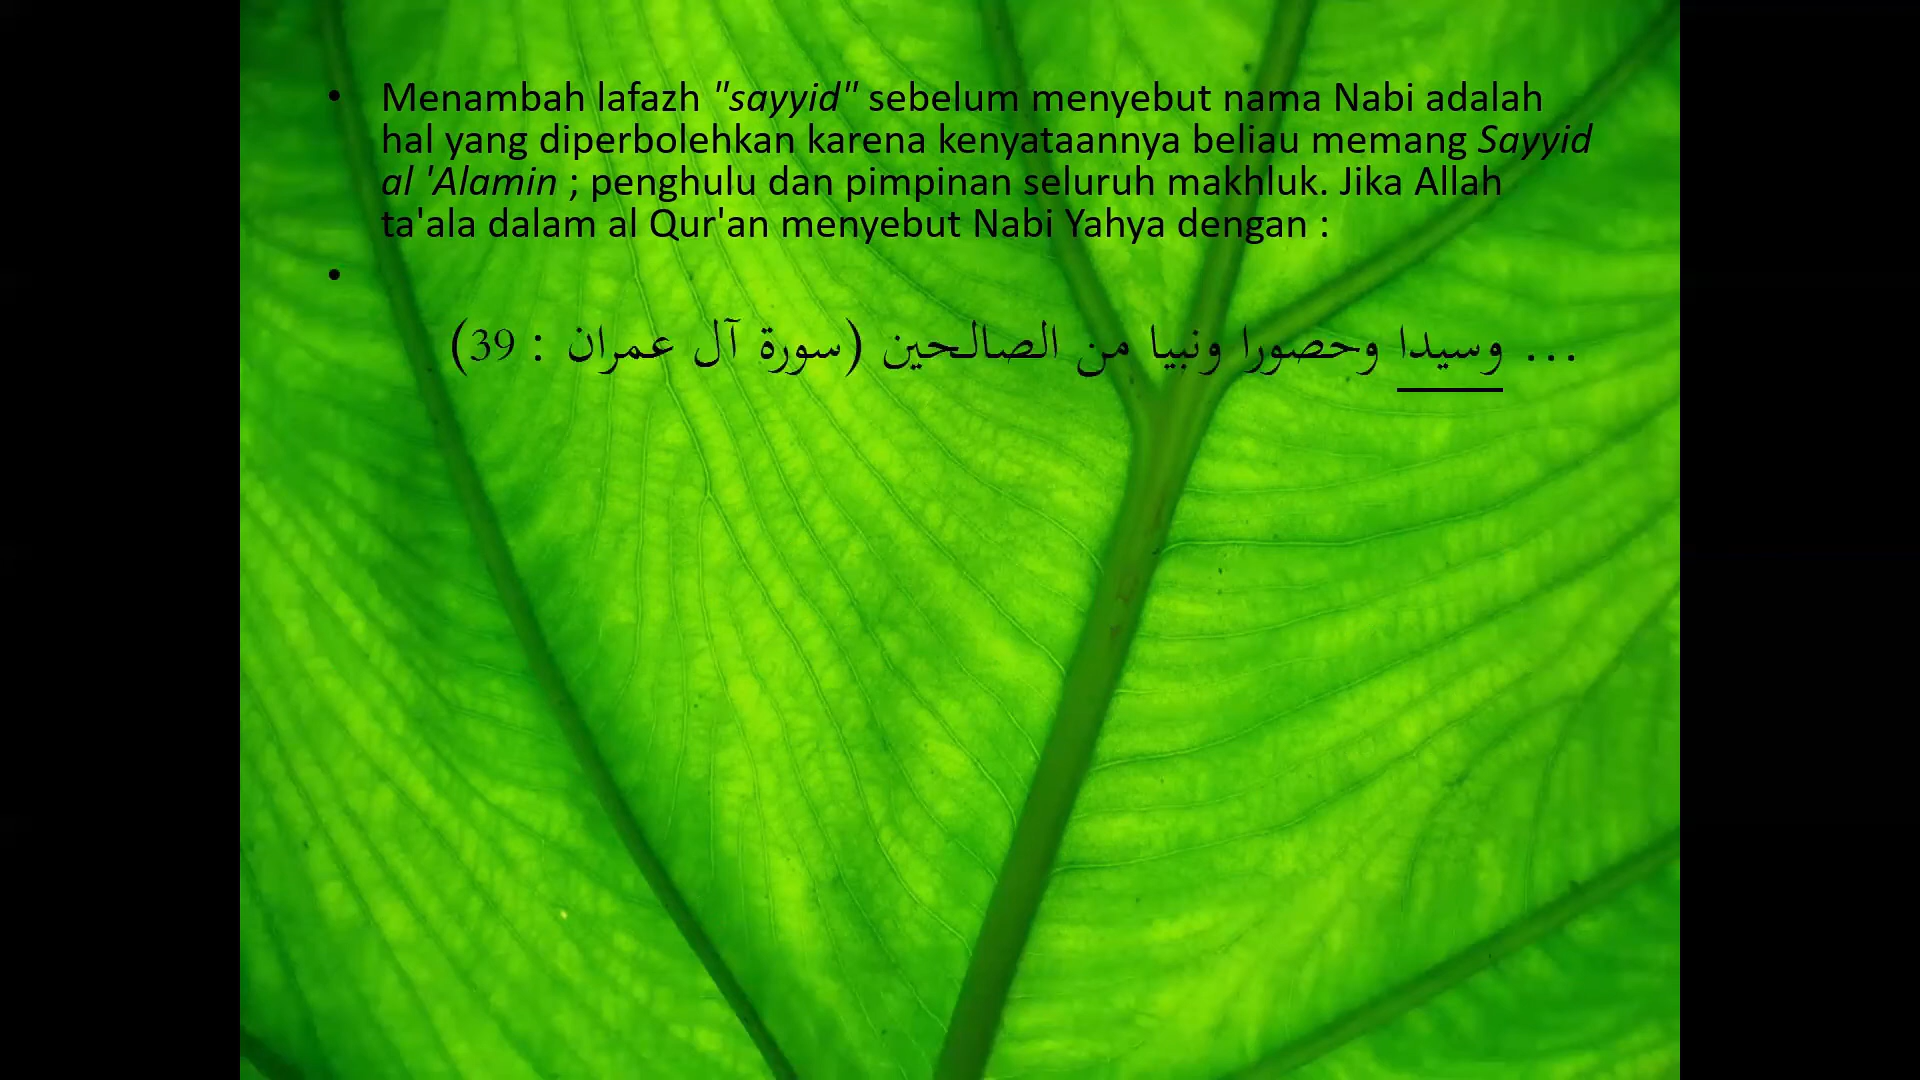 • Menambah lafazh "sayyid" sebelum menyebut nama Nabi adalah
hal yang diperbolehkan karena kenyataannya beliau memang Sayyid
al 'Alamin ; penghulu dan pimpinan seluruh makhluk. Jika Allah
ta'ala dalam al Qur'an menyebut Nabi Yahya dengan :
•
... وسيدا وحصورا ونبيا من الصالحين (سورة آل عمران : 39)